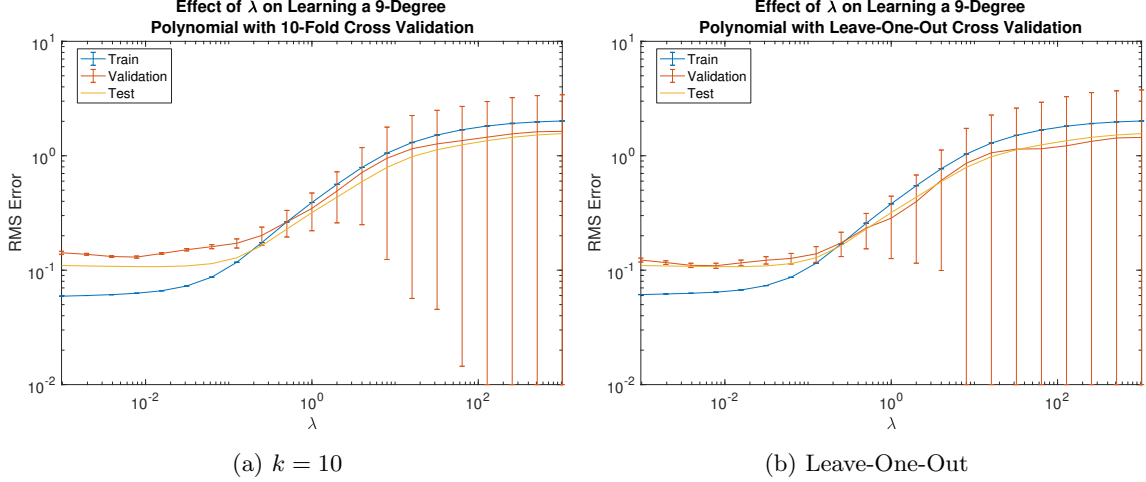 Effect of λ on Learning a 9-Degree
Polynomial with 10-Fold Cross Validation
10^1
10^0
10^-1
10^-2
RMS Error
Train
Validation
Test
10^-2
10^0
10^2
λ
(a) k = 10
Effect of λ on Learning a 9-Degree
Polynomial with Leave-One-Out Cross Validation
10^1
10^0
10^-1
10^-2
RMS Error
Train
Validation
Test
10^-2
10^0
10^2
λ
(b) Leave-One-Out